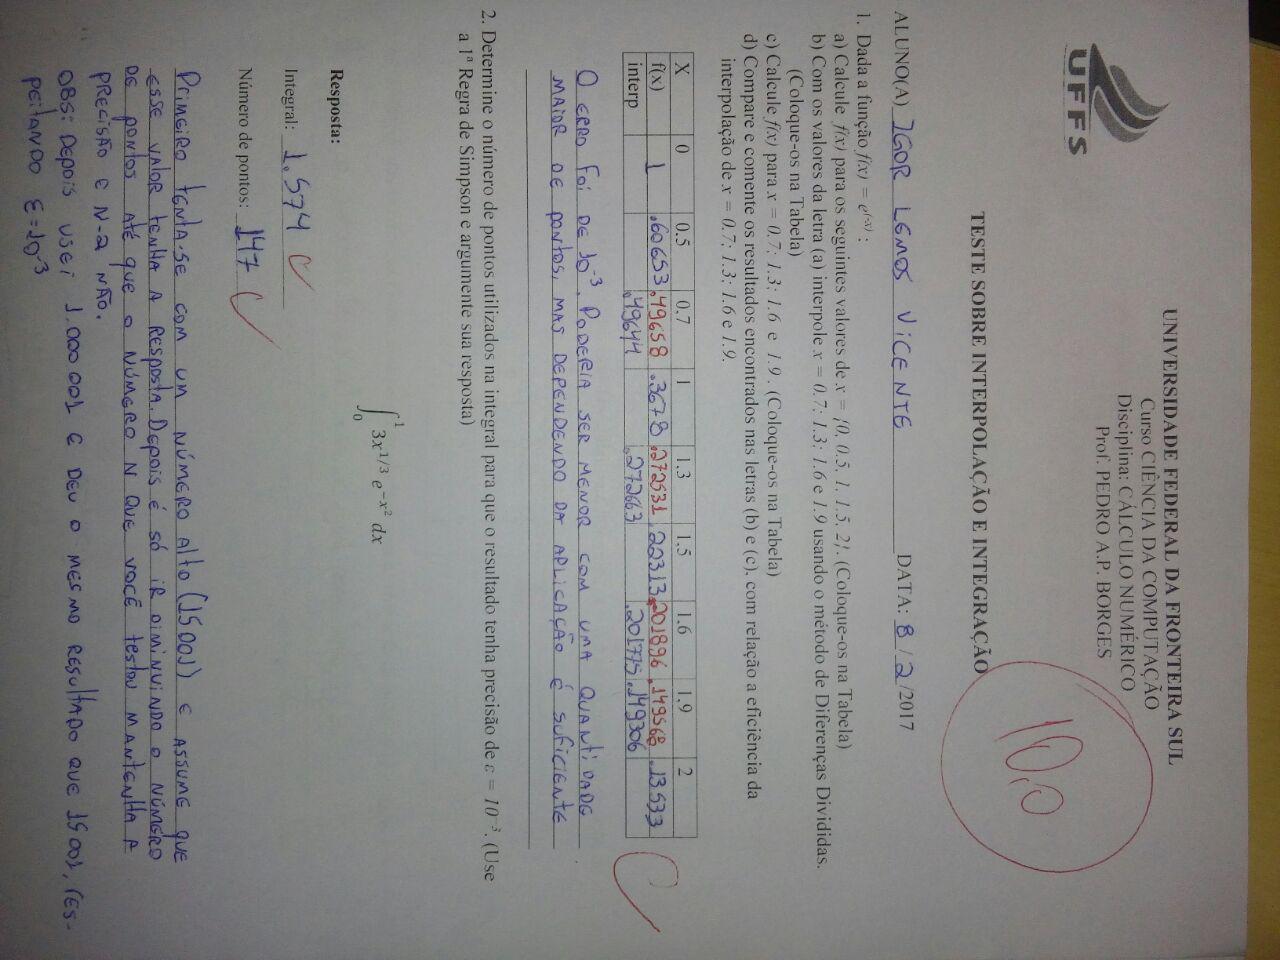 UNIVERSIDADE FEDERAL DA FRONTEIRA SUL
Curso CIÊNCIA DA COMPUTAÇÃO
Disciplina: CÁLCULO NUMÉRICO
Prof. PEDRO A.P. BORGES
UFFS
10,0
TESTE SOBRE INTERPOLAÇÃO E INTEGRAÇÃO
ALUNO(A) IGOR LEMOS VICENTE DATA: 8 / 2 /2017
1. Dada a função f(x) = e^(-x) :
a) Calcule f(x) para os seguintes valores de x = {0, 0.5, 1, 1.5, 2}. (Coloque-os na Tabela)
b) Com os valores da letra (a) interpole x = 0.7; 1.3; 1.6 e 1.9 usando o método de Diferenças Divididas.
(Coloque-os na Tabela)
c) Calcule f(x) para x = 0.7; 1.3; 1.6 e 1.9 . (Coloque-os na Tabela)
d) Compare e comente os resultados encontrados nas letras (b) e (c), com relação a eficiência da
interpolação de x = 0.7; 1.3; 1.6 e 1.9.
X 0 0.5 0.7 1 1.3 1.5 1.6 1.9 2
f(x) 1 .60653 .49658 .3678 .272531 .22313 .201896 .149568 .13533
interp .49644 .272663 .201775 .149306
O ERRO FOI DE 10^-3. PODERIA SER MENOR COM UMA QUANTIDADE
MAIOR DE PONTOS, MAS DEPENDENDO DA APLICAÇÃO É SUFICIENTE
2. Determine o número de pontos utilizados na integral para que o resultado tenha precisão de ε = 10^-3. (Use
a 1ª Regra de Simpson e argumente sua resposta)
∫_0^1 3x^1/3 e^-x^2 dx
Resposta:
Integral: 1.574
Número de pontos: 147
PRIMEIRO TENTA-SE COM UM NÚMERO ALTO (15001) E ASSUME QUE
ESSE VALOR TENHA A RESPOSTA. DEPOIS É SÓ IR DIMINUINDO O NÚMERO
DE PONTOS ATÉ QUE O NÚMERO N QUE VOCÊ TESTOU MANTENHA A
PRECISÃO E N-2 NÃO.
OBS: DEPOIS USEI 1.000 001 E DEU O MESMO RESULTADO QUE 15001, RES-
PEITANDO ε=10^-3